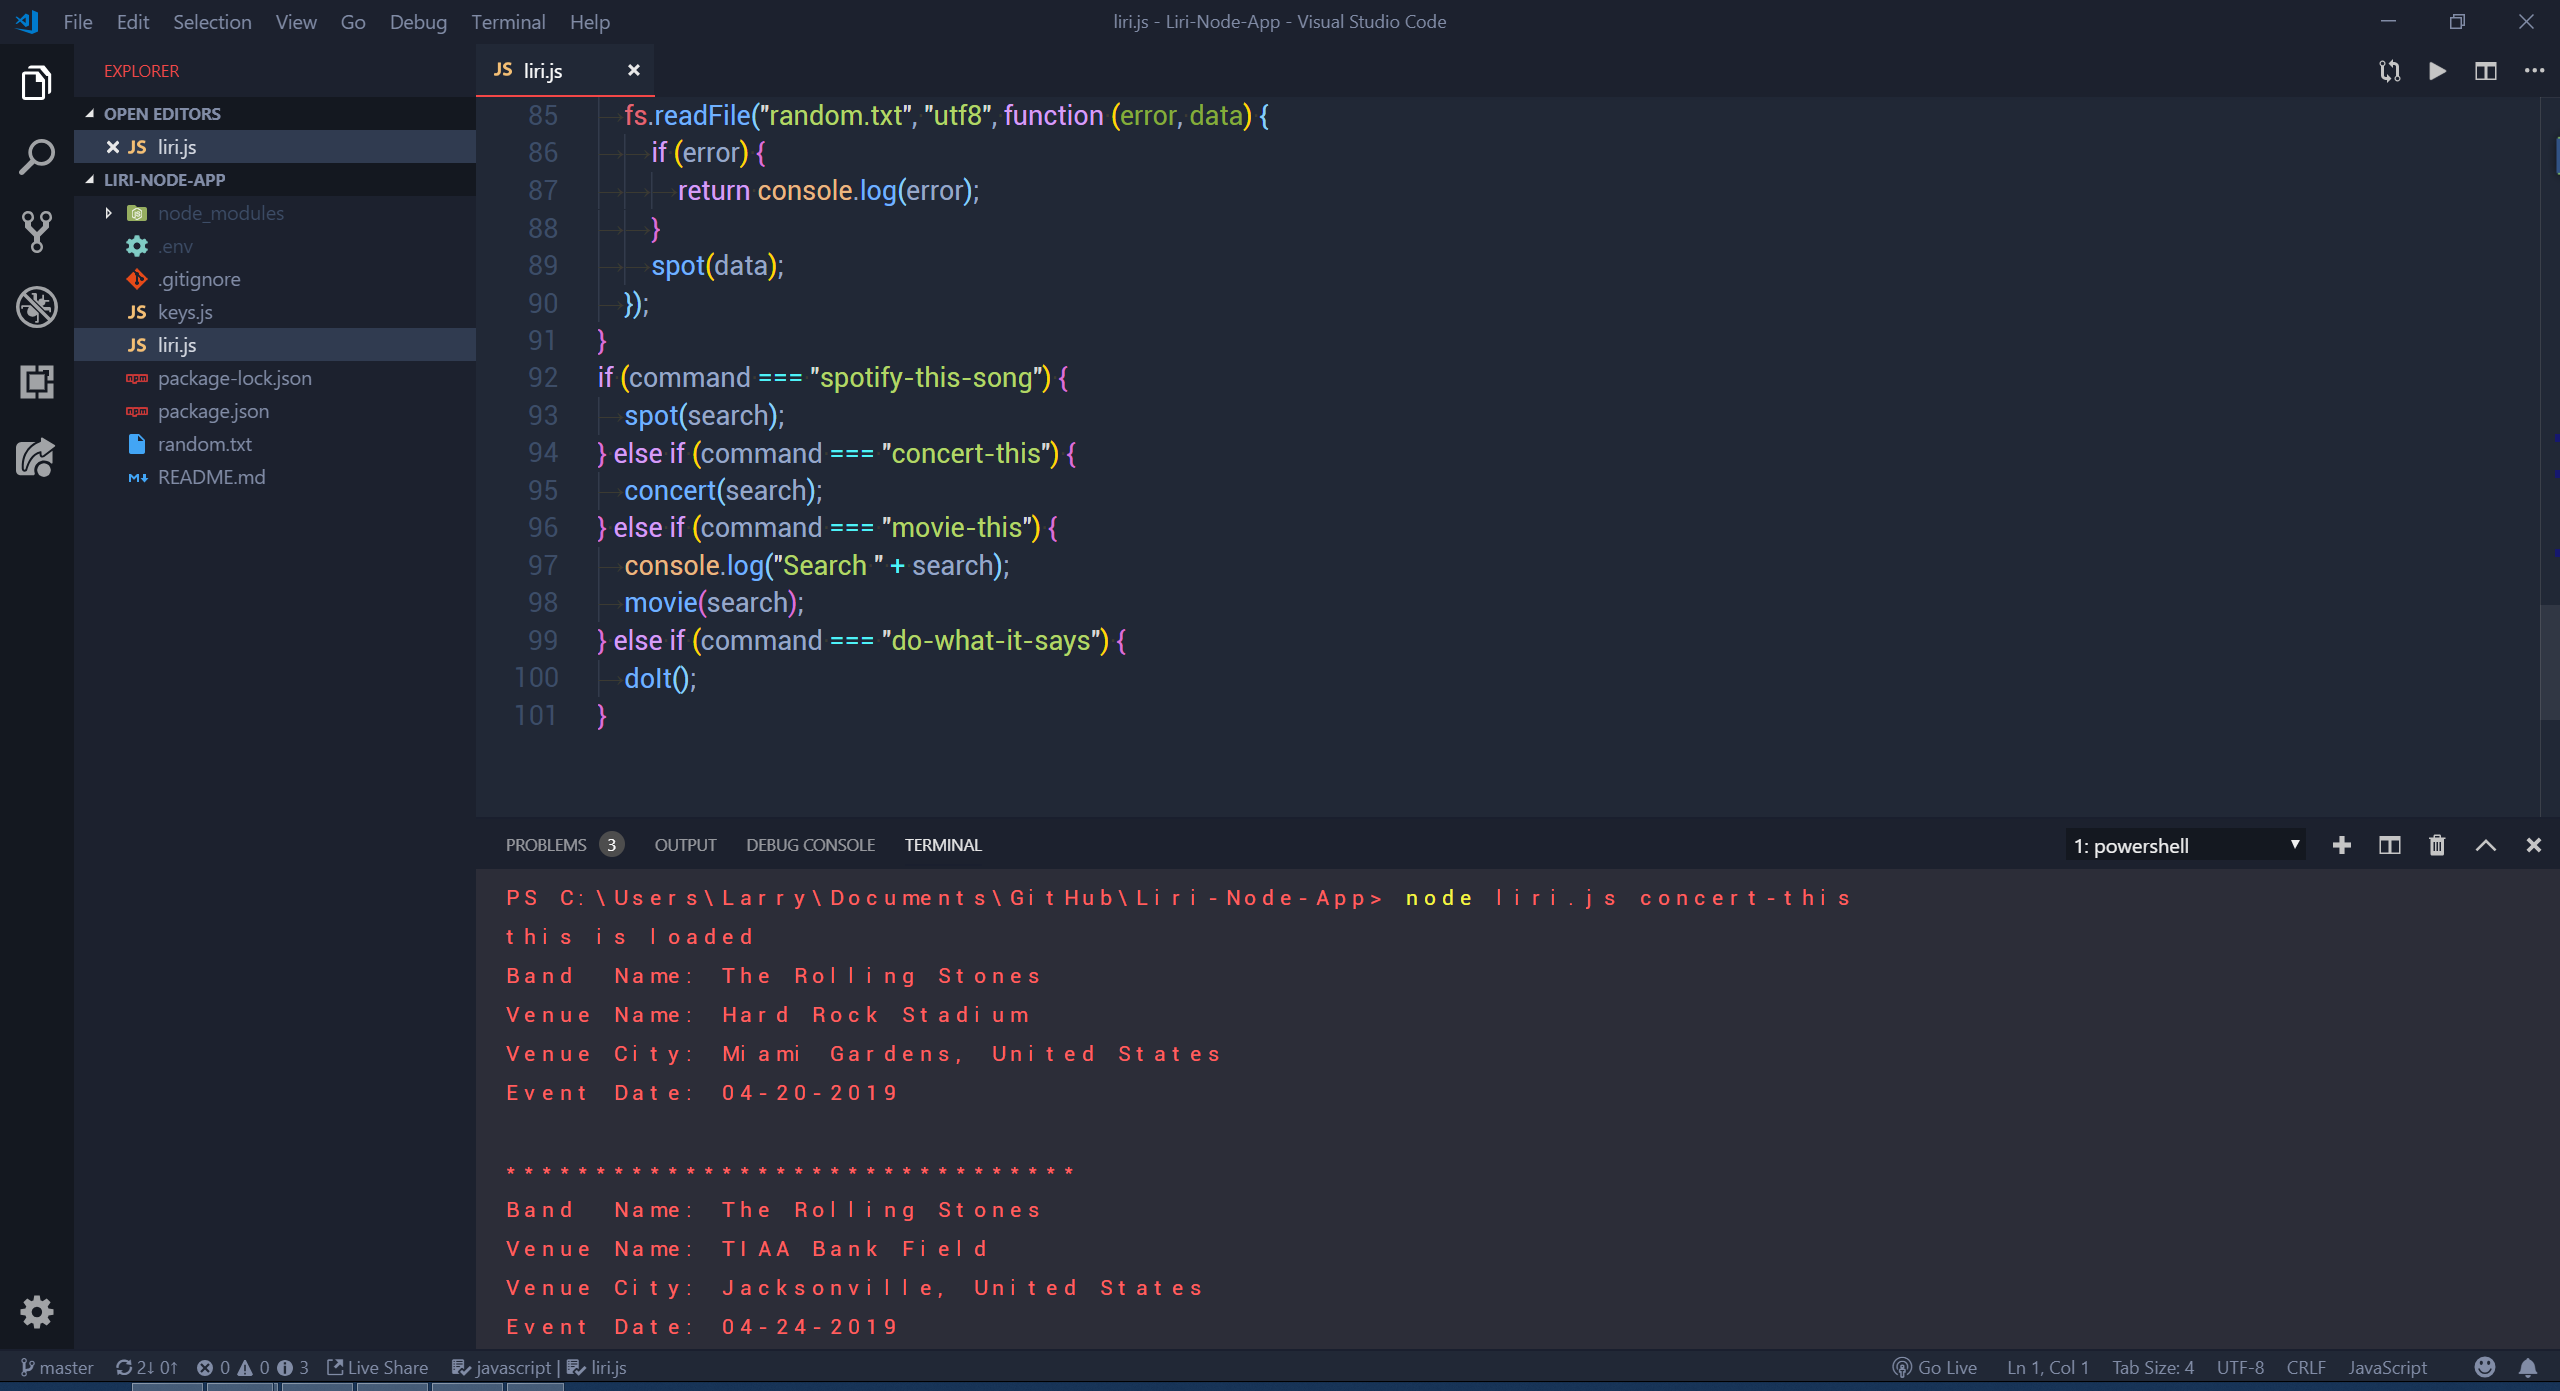 File Edit Selection View Go Debug Terminal Help
liri.js - Liri-Node-App - Visual Studio Code
EXPLORER
OPEN EDITORS
JS liri.js
LIRI-NODE-APP
node_modules
.env
.gitignore
JS keys.js
JS liri.js
package-lock.json
package.json
random.txt
README.md
JS liri.js
85 fs.readFile("random.txt", "utf8", function (error, data) {
86 if (error) {
87 return console.log(error);
88 }
89 spot(data);
90 });
91 }
92 if (command === "spotify-this-song") {
93 spot(search);
94 } else if (command === "concert-this") {
95 concert(search);
96 } else if (command === "movie-this") {
97 console.log("Search " + search);
98 movie(search);
99 } else if (command === "do-what-it-says") {
100 doIt();
101 }
PROBLEMS 3 OUTPUT DEBUG CONSOLE TERMINAL
1: powershell
PS C:\Users\Larry\Documents\GitHub\Liri-Node-App> node liri.js concert-this
this is loaded
Band  Name: The Rolling Stones
Venue Name: Hard Rock Stadium
Venue City: Miami Gardens, United States
Event Date: 04-20-2019
********************************
Band  Name: The Rolling Stones
Venue Name: TIAA Bank Field
Venue City: Jacksonville, United States
Event Date: 04-24-2019
master 2↓ 0↑ 0 0 3 Live Share javascript | liri.js
Go Live Ln 1, Col 1 Tab Size: 4 UTF-8 CRLF JavaScript